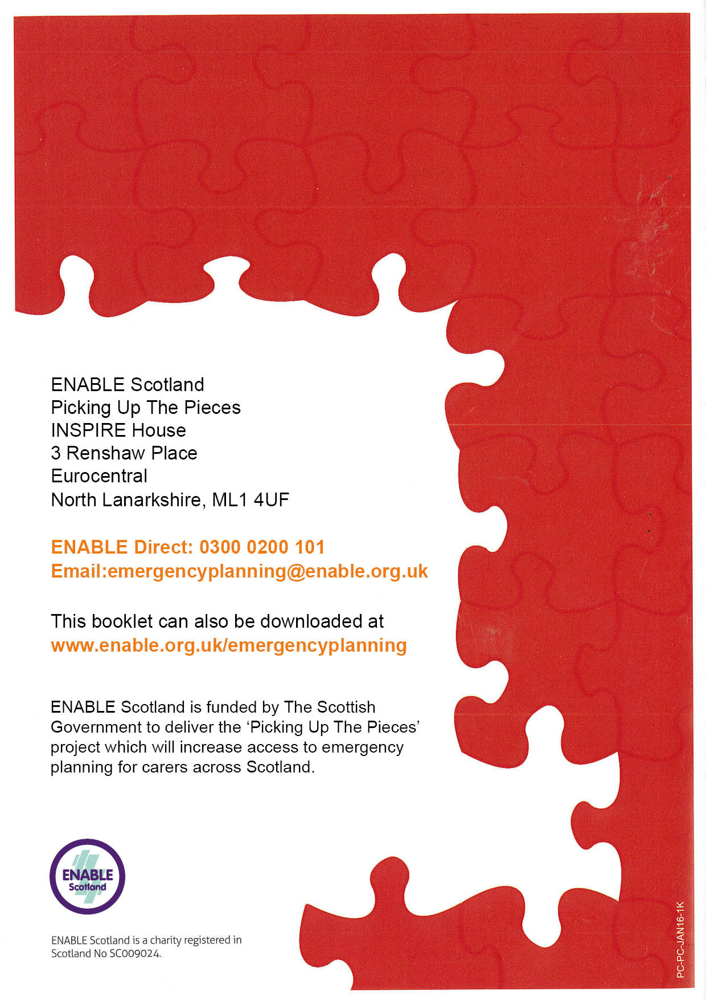 ENABLE Scotland
Picking Up The Pieces
INSPIRE House
3 Renshaw Place
Eurocentral
North Lanarkshire, ML1 4UF
ENABLE Direct: 0300 0200 101
Email:emergencyplanning@enable.org.uk
This booklet can also be downloaded at
www.enable.org.uk/emergencyplanning
ENABLE Scotland is funded by The Scottish
Government to deliver the ‘Picking Up The Pieces’
project which will increase access to emergency
planning for carers across Scotland.
ENABLE
Scotland
ENABLE Scotland is a charity registered in
Scotland No SC009024.
PC-PC-JAN16-1K